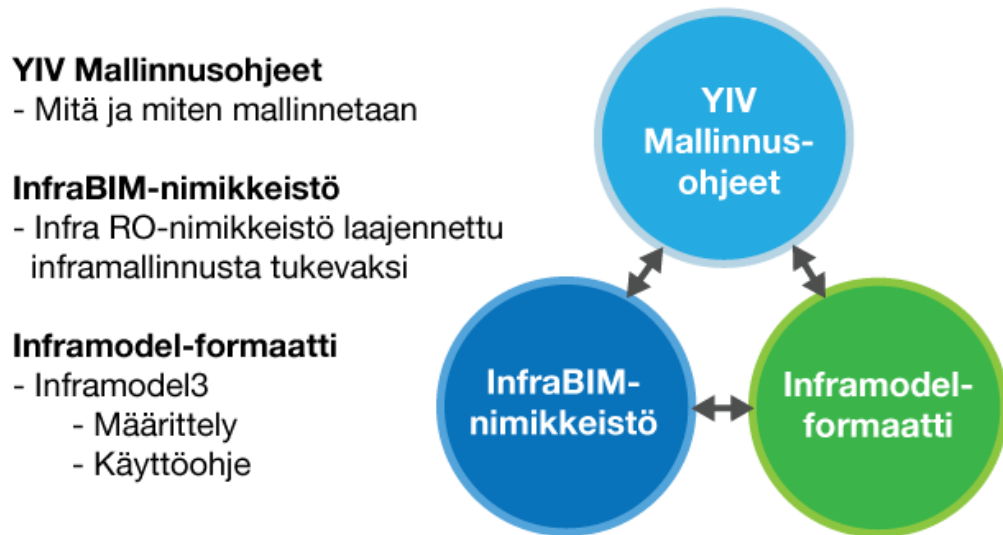 YIV Mallinnusohjeet
- Mitä ja miten mallinnetaan
InfraBIM-nimikkeistö
- Infra RO-nimikkeistö laajennettu
inframallinnusta tukevaksi
Inframodel-formaatti
- Inframodel3
- Määrittely
- Käyttöohje
YIV
Mallinnus-
ohjeet
InfraBIM-
nimikkeistö
Inframodel-
formaatti